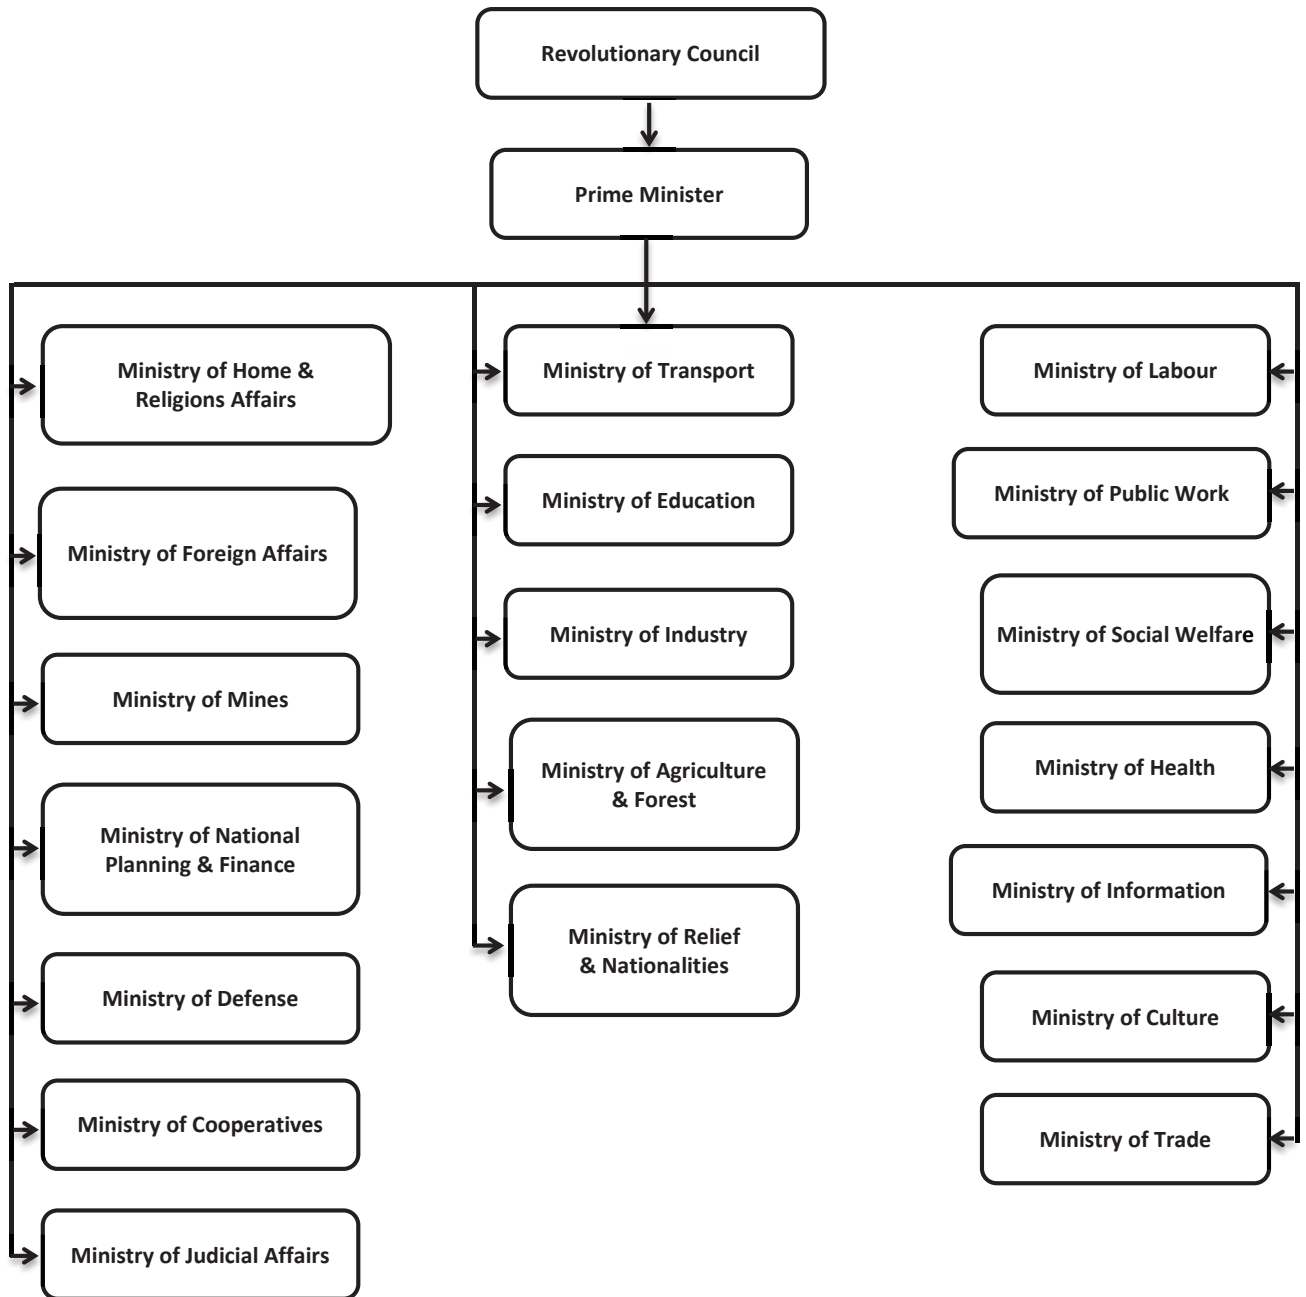 Revolutionary Council
Prime Minister
Ministry of Home &
Religions Affairs
Ministry of Foreign Affairs
Ministry of Mines
Ministry of National
Planning & Finance
Ministry of Defense
Ministry of Cooperatives
Ministry of Judicial Affairs
Ministry of Transport
Ministry of Education
Ministry of Industry
Ministry of Agriculture
& Forest
Ministry of Relief
& Nationalities
Ministry of Labour
Ministry of Public Work
Ministry of Social Welfare
Ministry of Health
Ministry of Information
Ministry of Culture
Ministry of Trade